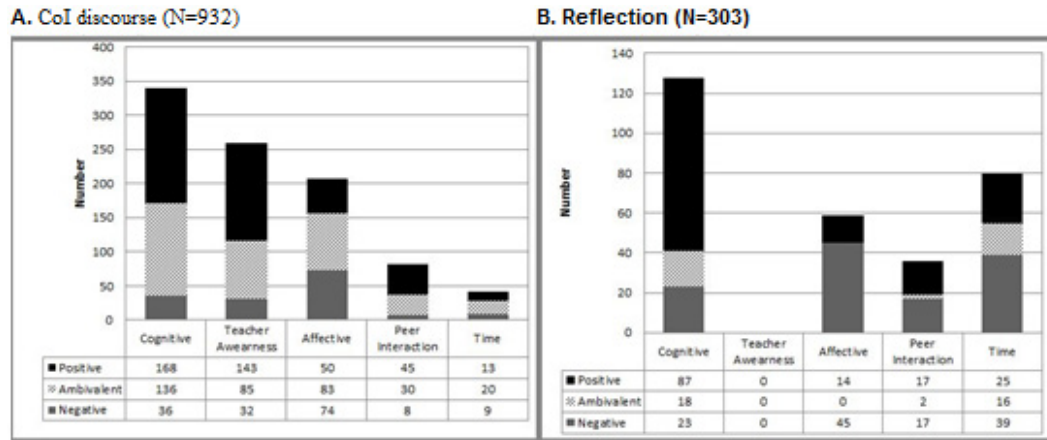 A. CoI discourse (N=932)
400
350
300
250
200
150
100
50
0
Number
Cognitive Teacher Awearness Affective Peer Interaction Time
Positive 168 143 50 45 13
Ambivalent 136 85 83 30 20
Negative 36 32 74 8 9
B. Reflection (N=303)
140
120
100
80
60
40
20
0
Number
Cognitive Teacher Awearness Affective Peer Interaction Time
Positive 87 0 14 17 25
Ambivalent 18 0 0 2 16
Negative 23 0 45 17 39